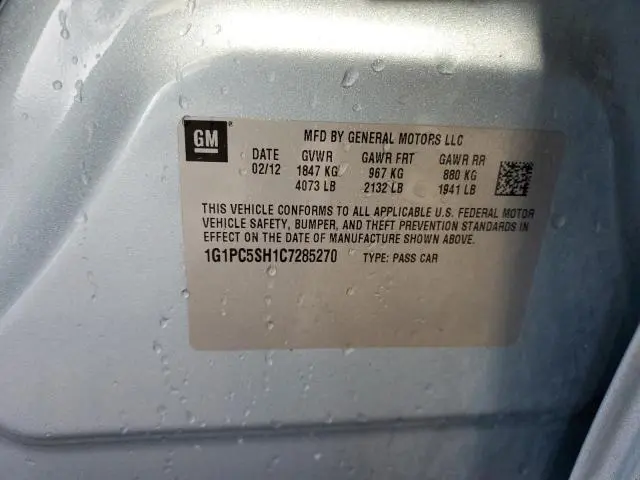 GM ® MFD BY GENERAL MOTORS LLC
DATE GVWR GAWR FRT GAWR RR
02/12 1847 KG 967 KG 880 KG
4073 LB 2132 LB 1941 LB
THIS VEHICLE CONFORMS TO ALL APPLICABLE U.S. FEDERAL MOTOR
VEHICLE SAFETY, BUMPER, AND THEFT PREVENTION STANDARDS IN
EFFECT ON THE DATE OF MANUFACTURE SHOWN ABOVE.
1G1PC5SH1C7285270 TYPE: PASS CAR